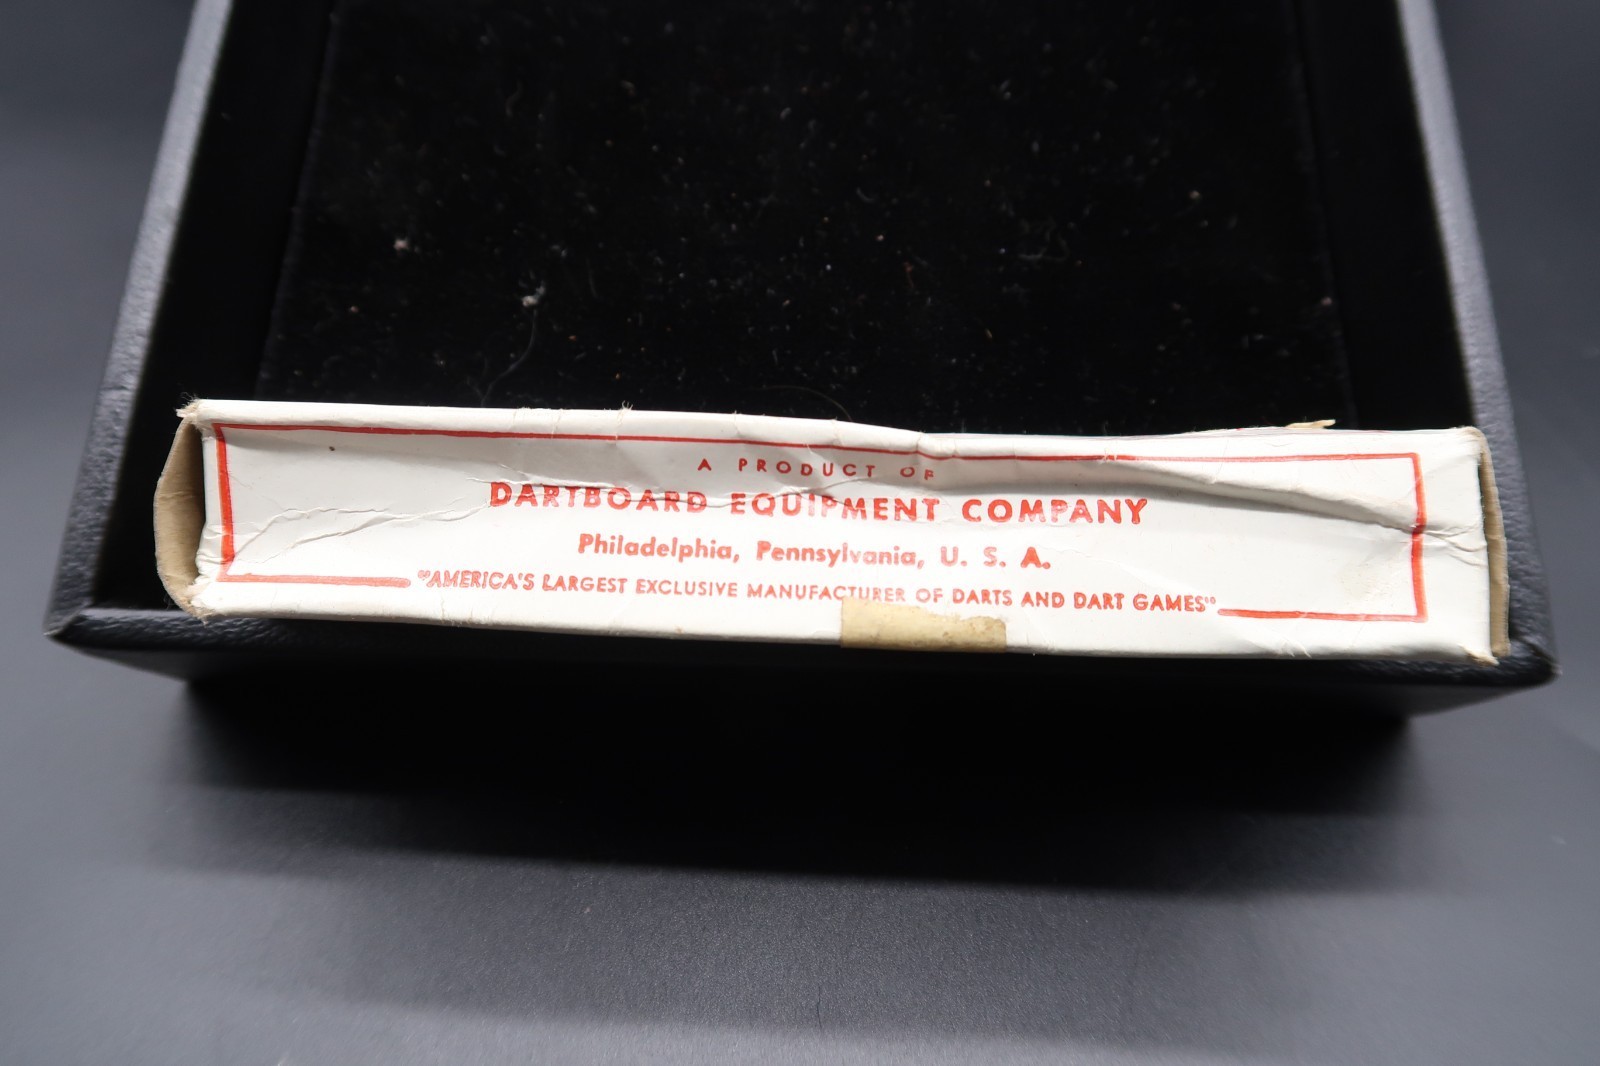 A PRODUCT OF
DARTBOARD EQUIPMENT COMPANY
Philadelphia, Pennsylvania, U. S. A.
"AMERICA'S LARGEST EXCLUSIVE MANUFACTURER OF DARTS AND DART GAMES"